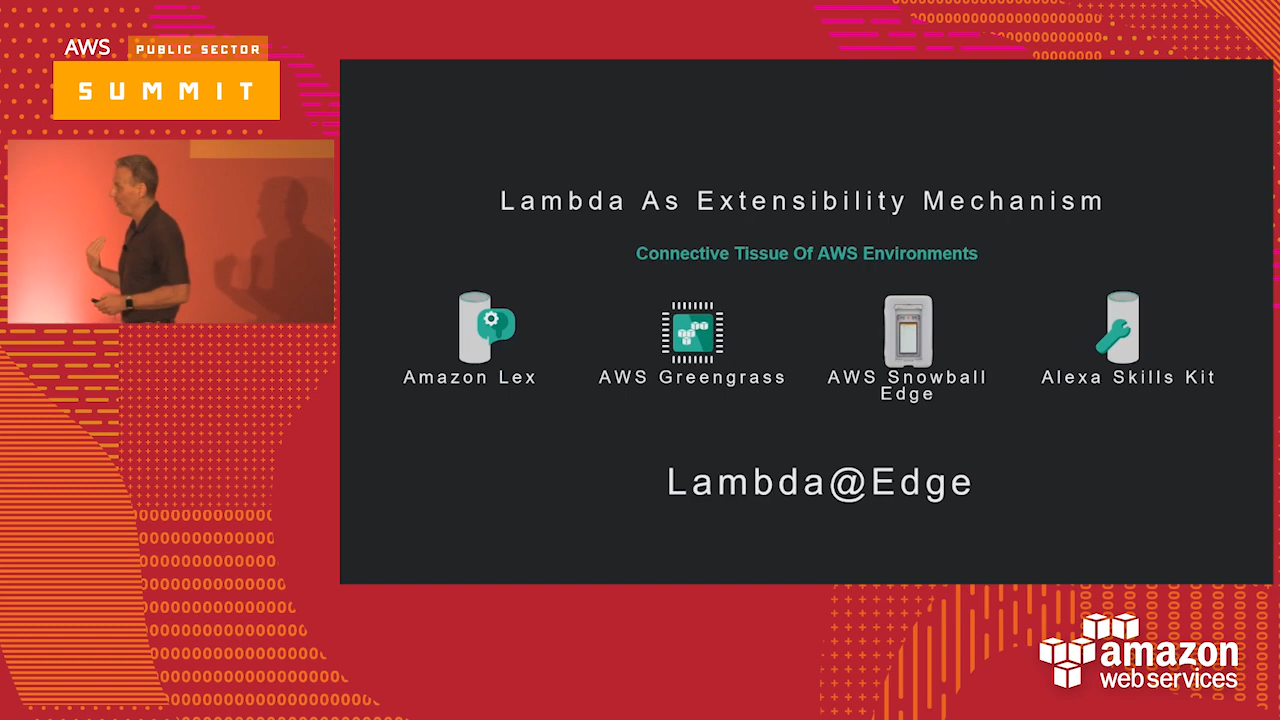 AWS PUBLIC SECTOR
SUMMIT
Lambda As Extensibility Mechanism
Connective Tissue Of AWS Environments
Amazon Lex
AWS Greengrass
AWS Snowball
Edge
Alexa Skills Kit
Lambda@Edge
amazon
web services